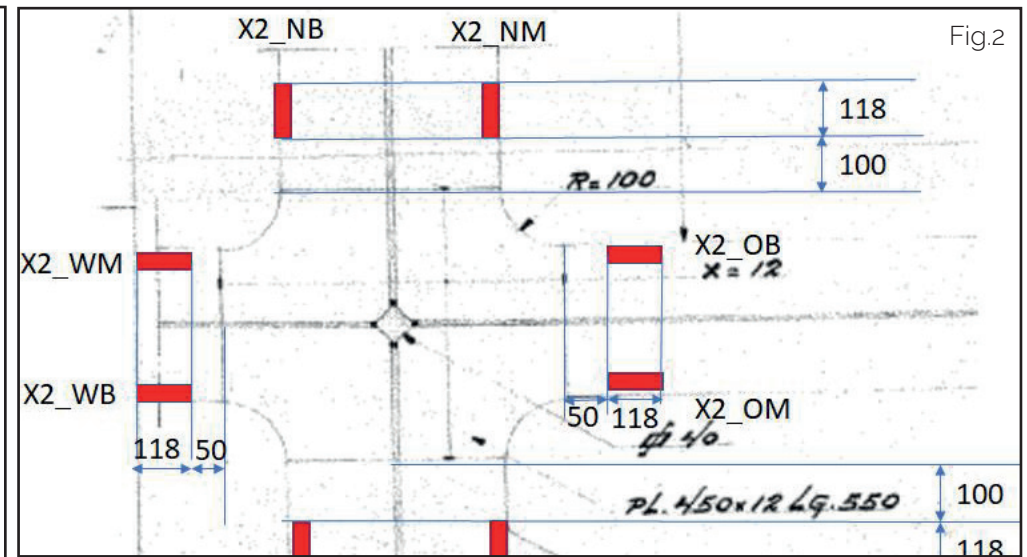 Fig.2
X2_NB
X2_NM
118
100
R=100
X2_WM
X2_OB
X = 12
X2_WB
X2_OM
118
50
50
118
PL.450x12 LG.550
100
118